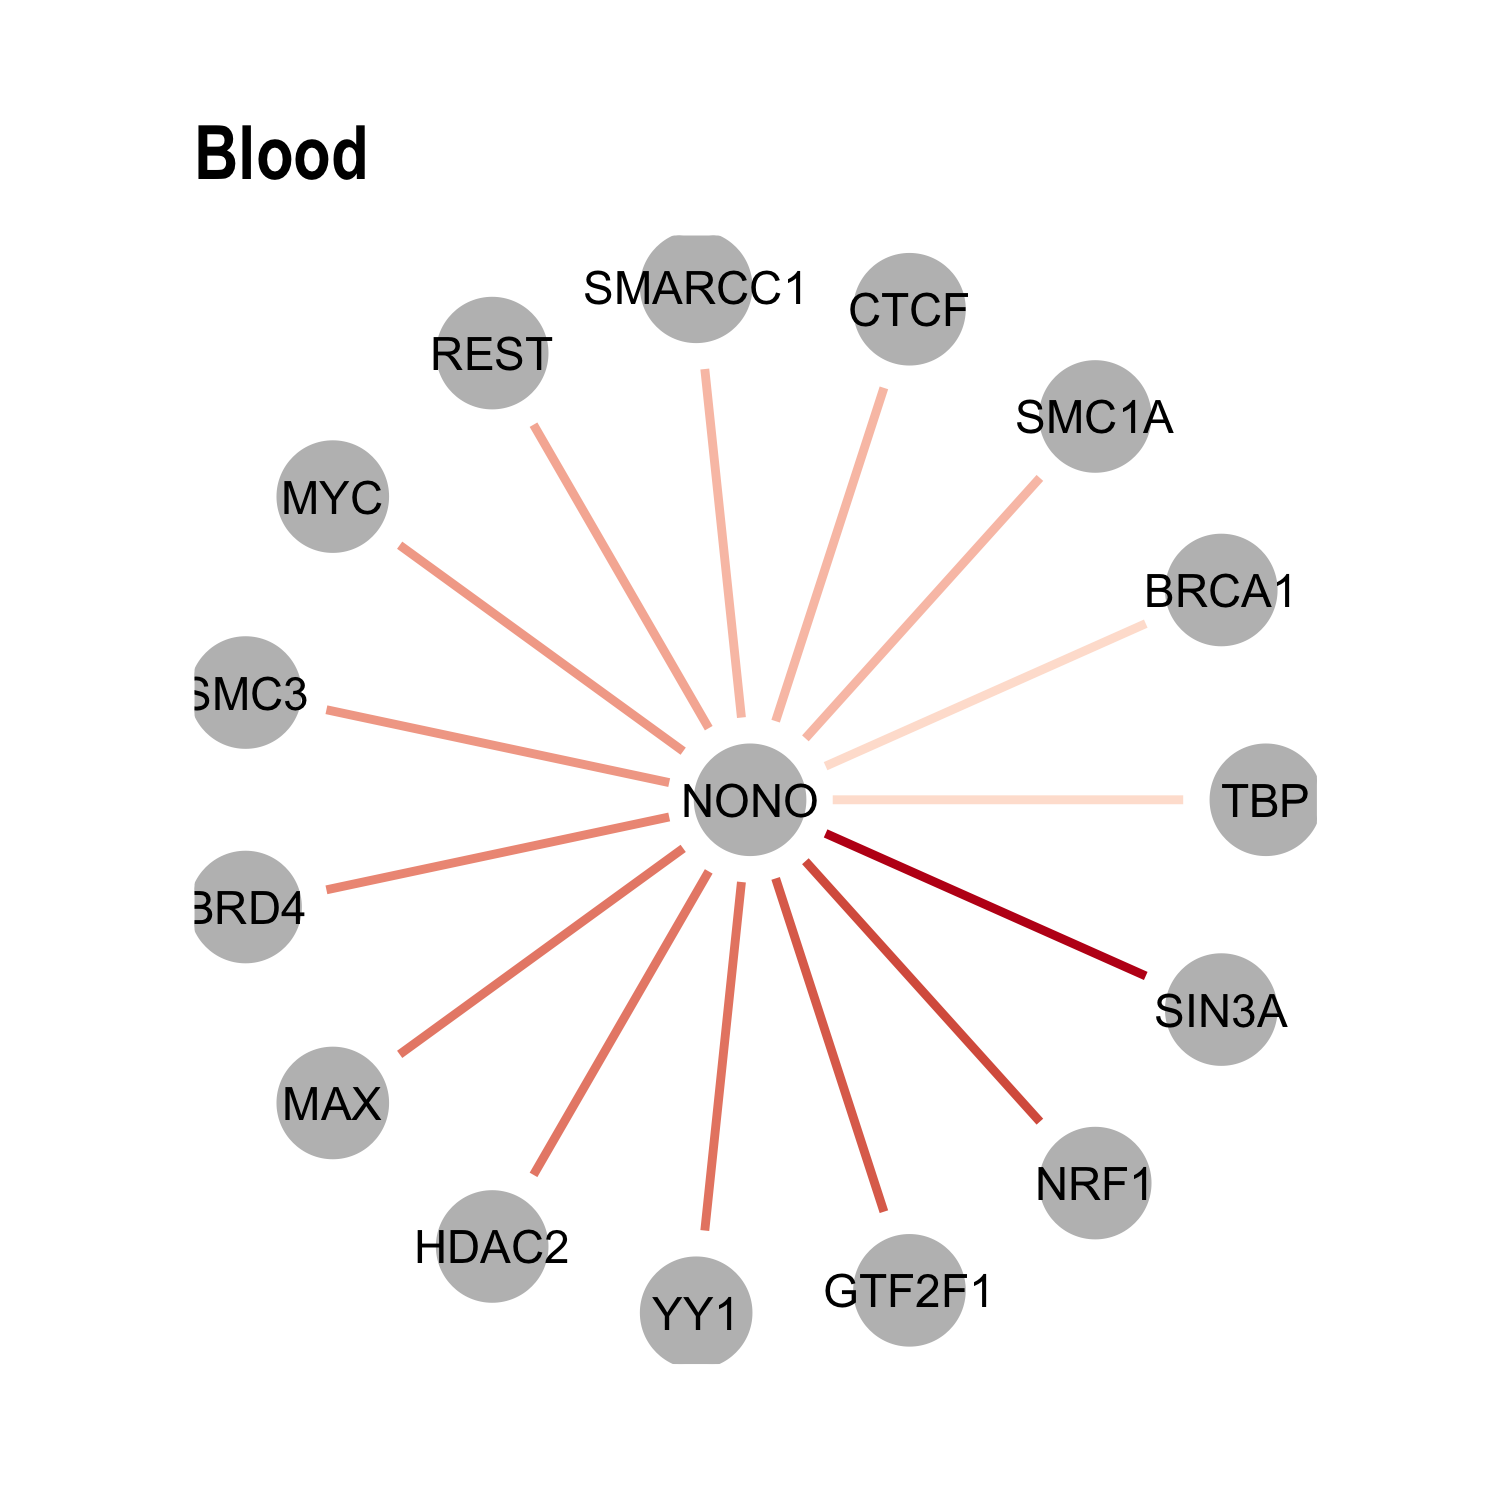 Blood
SMARCC1
CTCF
REST
SMC1A
MYC
BRCA1
SMC3
NONO
TBP
BRD4
SIN3A
MAX
NRF1
HDAC2
GTF2F1
YY1